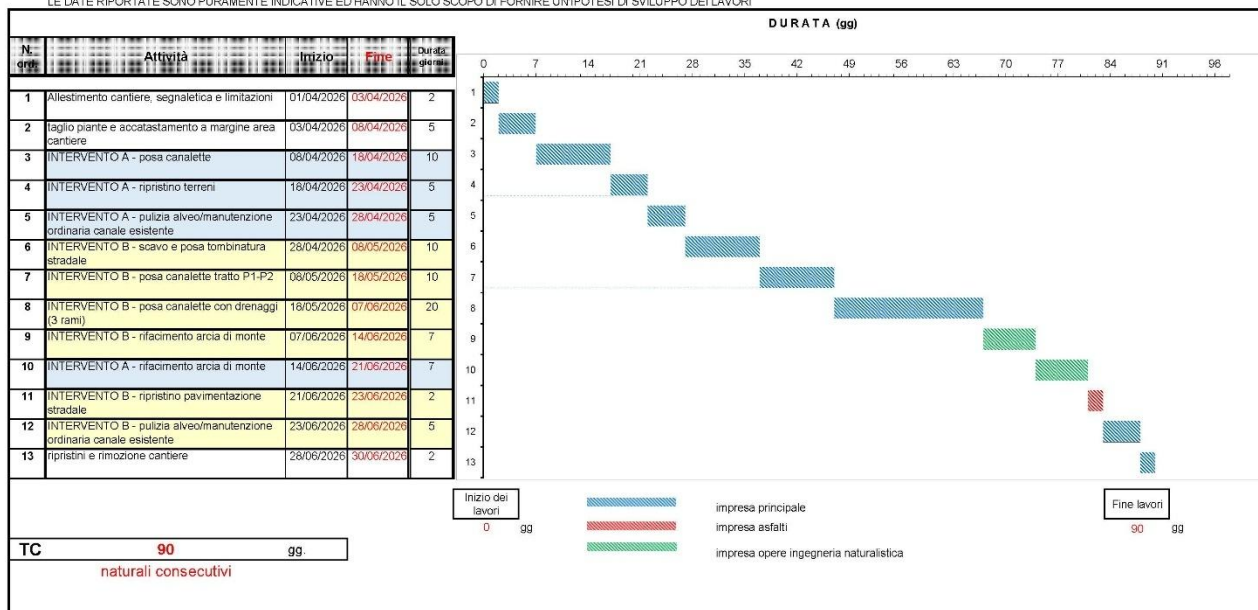 LE DATE RIPORTATE SONO PURAMENTE INDICATIVE ED HANNO IL SOLO SCOPO DI FORNIRE UN'IPOTESI DI SVILUPPO DEI LAVORI
DURATA (gg)
N. ord. Attività Inizio Fine Durata giorni
0 7 14 21 28 35 42 49 56 63 70 77 84 91 98
1 Allestimento cantiere, segnaletica e limitazioni 01/04/2026 03/04/2026 2
2 taglio piante e accatastamento a margine area
cantiere 03/04/2026 08/04/2026 5
3 INTERVENTO A - posa canalette 08/04/2026 18/04/2026 10
4 INTERVENTO A - ripristino terreni 18/04/2026 23/04/2026 5
5 INTERVENTO A - pulizia alveo/manutenzione
ordinaria canale esistente 23/04/2026 28/04/2026 5
6 INTERVENTO B - scavo e posa tombinatura
stradale 28/04/2026 08/05/2026 10
7 INTERVENTO B - posa canalette tratto P1-P2 08/05/2026 18/05/2026 10
8 INTERVENTO B - posa canalette con drenaggi
(3 rami) 18/05/2026 07/06/2026 20
9 INTERVENTO B - rifacimento arcia di monte 07/06/2026 14/06/2026 7
10 INTERVENTO A - rifacimento arcia di monte 14/06/2026 21/06/2026 7
11 INTERVENTO B - ripristino pavimentazione
stradale 21/06/2026 23/06/2026 2
12 INTERVENTO B - pulizia alveo/manutenzione
ordinaria canale esistente 23/06/2026 28/06/2026 5
13 ripristini e rimozione cantiere 28/06/2026 30/06/2026 2
1
2
3
4
5
6
7
8
9
10
11
12
13
Inizio dei
lavori
0 gg
impresa principale
impresa asfalti
impresa opere ingegneria naturalistica
Fine lavori
90 gg
TC 90 gg.
naturali consecutivi